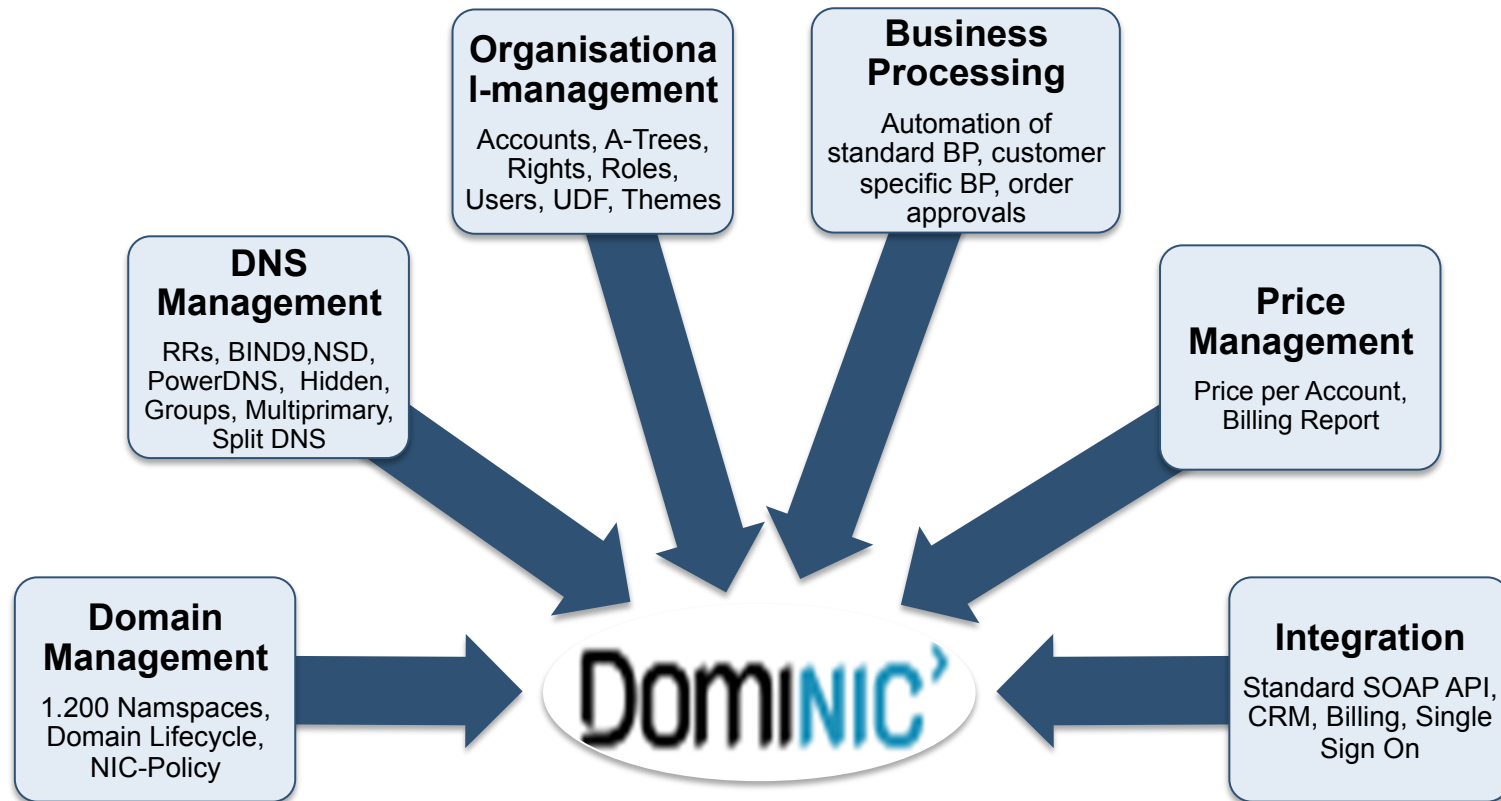 Organisationa
l-management
Accounts, A-Trees,
Rights, Roles,
Users, UDF, Themes
Business
Processing
Automation of
standard BP, customer
specific BP, order
approvals
DNS
Management
RRs, BIND9,NSD,
PowerDNS,  Hidden,
Groups, Multiprimary,
Split DNS
Price
Management
Price per Account,
Billing Report
Domain
Management
1.200 Namspaces,
Domain Lifecycle,
NIC-Policy
Integration
Standard SOAP API,
CRM, Billing, Single
Sign On
DomiNIC